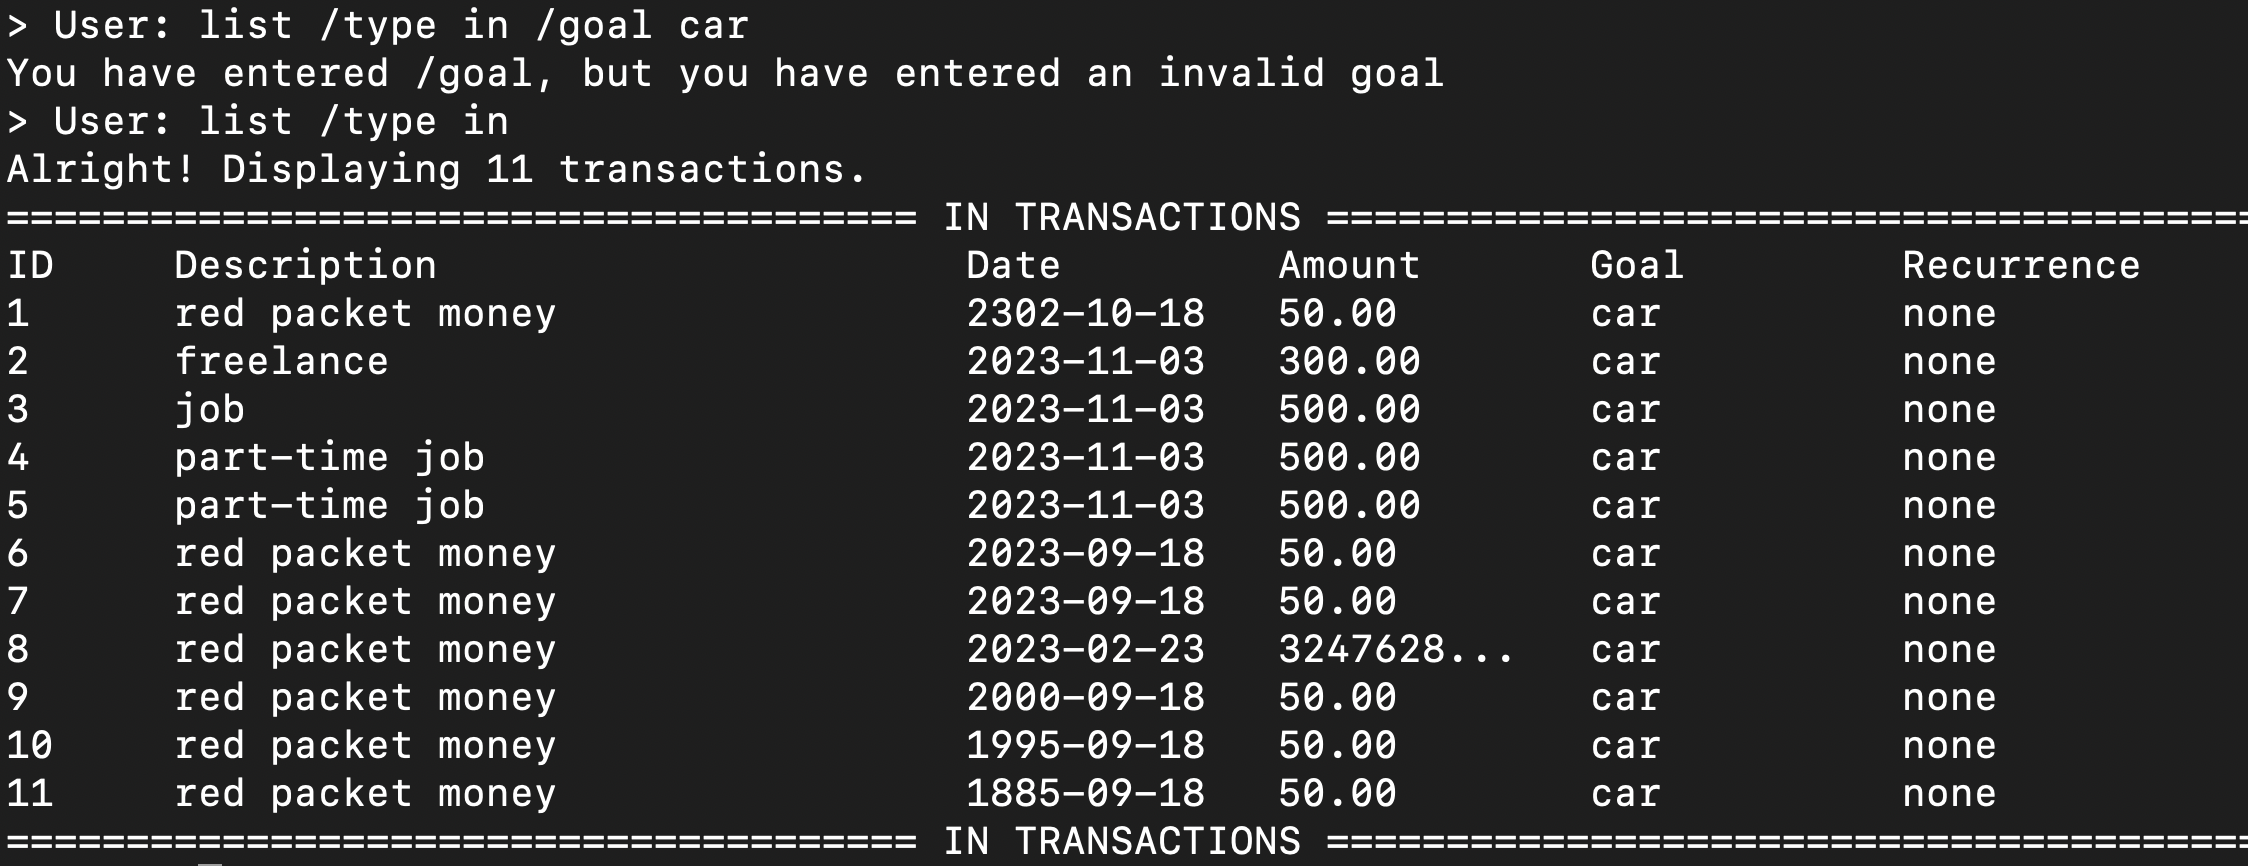 > User: list /type in /goal car
You have entered /goal, but you have entered an invalid goal
> User: list /type in
Alright! Displaying 11 transactions.
====================================== IN TRANSACTIONS =======================================
ID Description Date Amount Goal Recurrence
1 red packet money 2302-10-18 50.00 car none
2 freelance 2023-11-03 300.00 car none
3 job 2023-11-03 500.00 car none
4 part-time job 2023-11-03 500.00 car none
5 part-time job 2023-11-03 500.00 car none
6 red packet money 2023-09-18 50.00 car none
7 red packet money 2023-09-18 50.00 car none
8 red packet money 2023-02-23 3247628... car none
9 red packet money 2000-09-18 50.00 car none
10 red packet money 1995-09-18 50.00 car none
11 red packet money 1885-09-18 50.00 car none
====================================== IN TRANSACTIONS =======================================